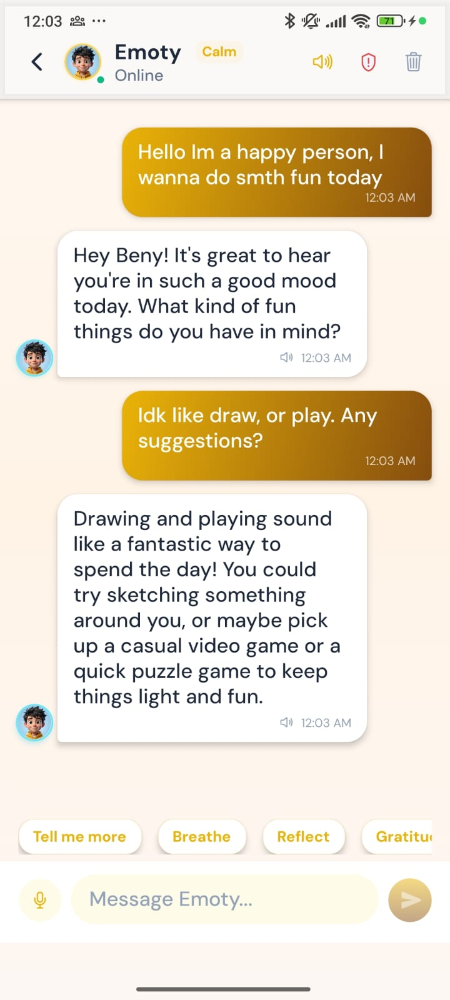 12:03
71
Emoty
Calm
Online
Hello Im a happy person, I
wanna do smth fun today
12:03 AM
Hey Beny! It's great to hear
you're in such a good mood
today. What kind of fun
things do you have in mind?
12:03 AM
Idk like draw, or play. Any
suggestions?
12:03 AM
Drawing and playing sound
like a fantastic way to
spend the day! You could
try sketching something
around you, or maybe pick
up a casual video game or a
quick puzzle game to keep
things light and fun.
12:03 AM
Tell me more
Breathe
Reflect
Gratitu
Message Emoty...